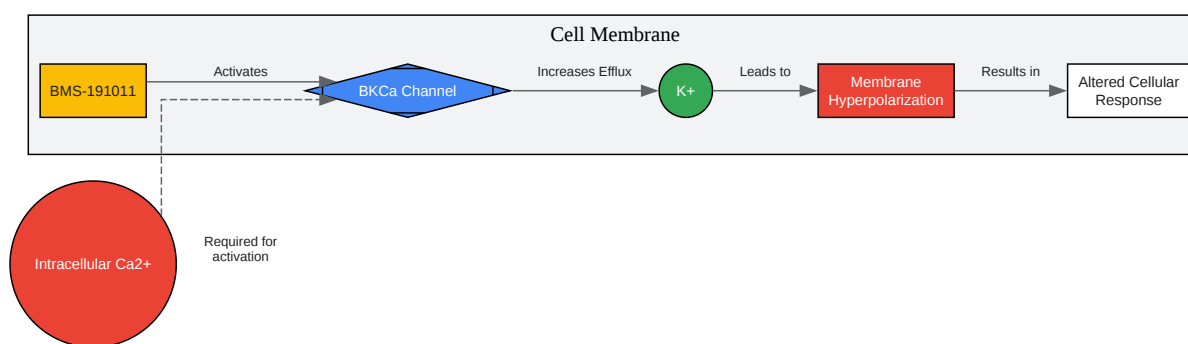 Cell Membrane
BMS-191011
Activates
BKCa Channel
Increases Efflux
K+
Leads to
Membrane
Hyperpolarization
Results in
Altered Cellular
Response
Intracellular Ca2+
Required for
activation